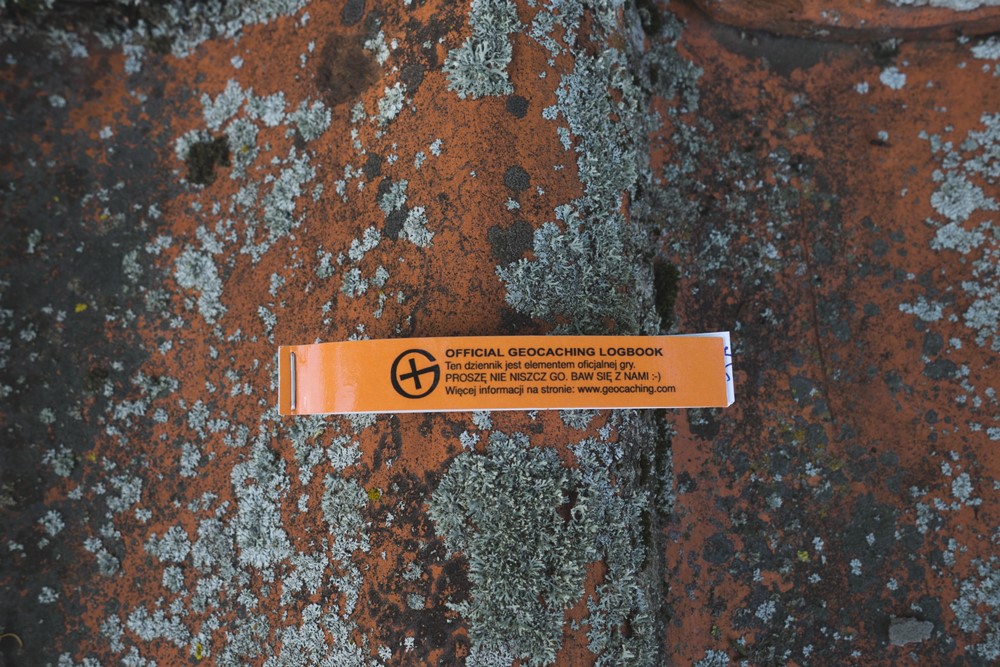 OFFICIAL GEOCACHING LOGBOOK
Ten dziennik jest elementem oficjalnej gry.
PROSZĘ NIE NISZCZ GO. BAW SIĘ Z NAMI :-)
Więcej informacji na stronie: www.geocaching.com